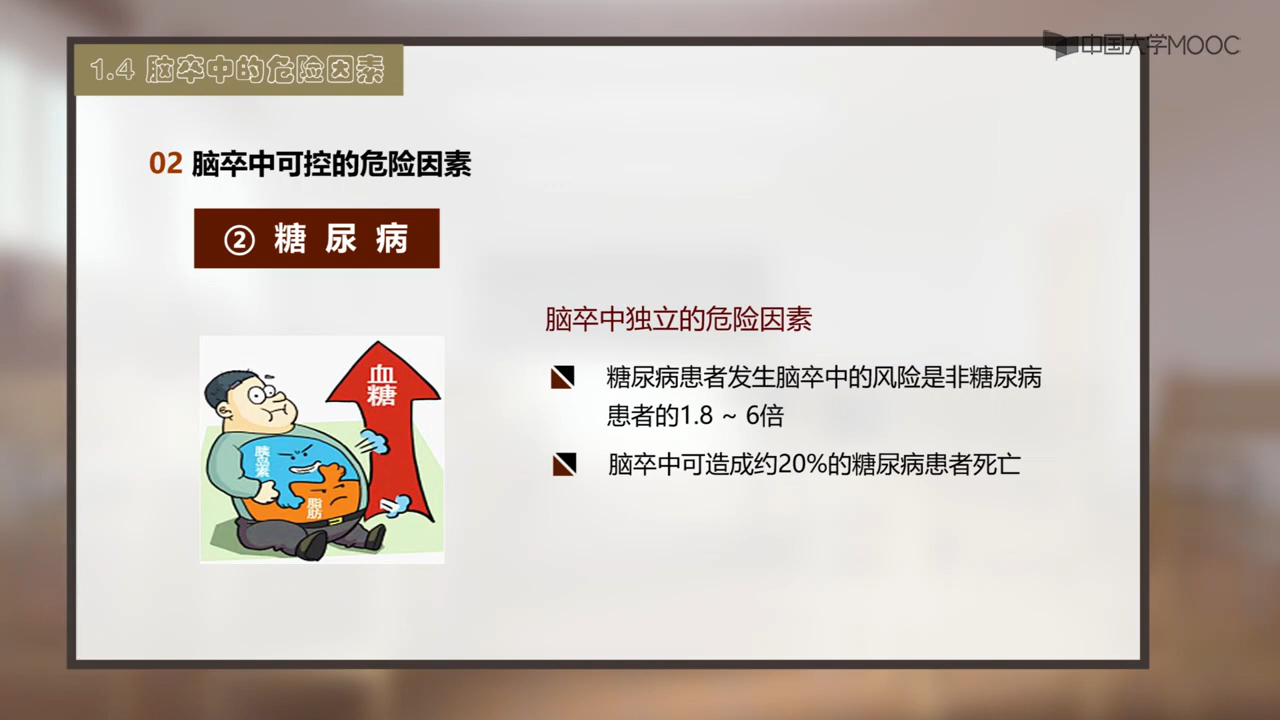 中国大学MOOC
1.4 脑卒中的危险因素
02 脑卒中可控的危险因素
② 糖 尿 病
脑卒中独立的危险因素
糖尿病患者发生脑卒中的风险是非糖尿病
患者的1.8 ~ 6倍
脑卒中可造成约20%的糖尿病患者死亡
血糖
胰岛素
脂肪